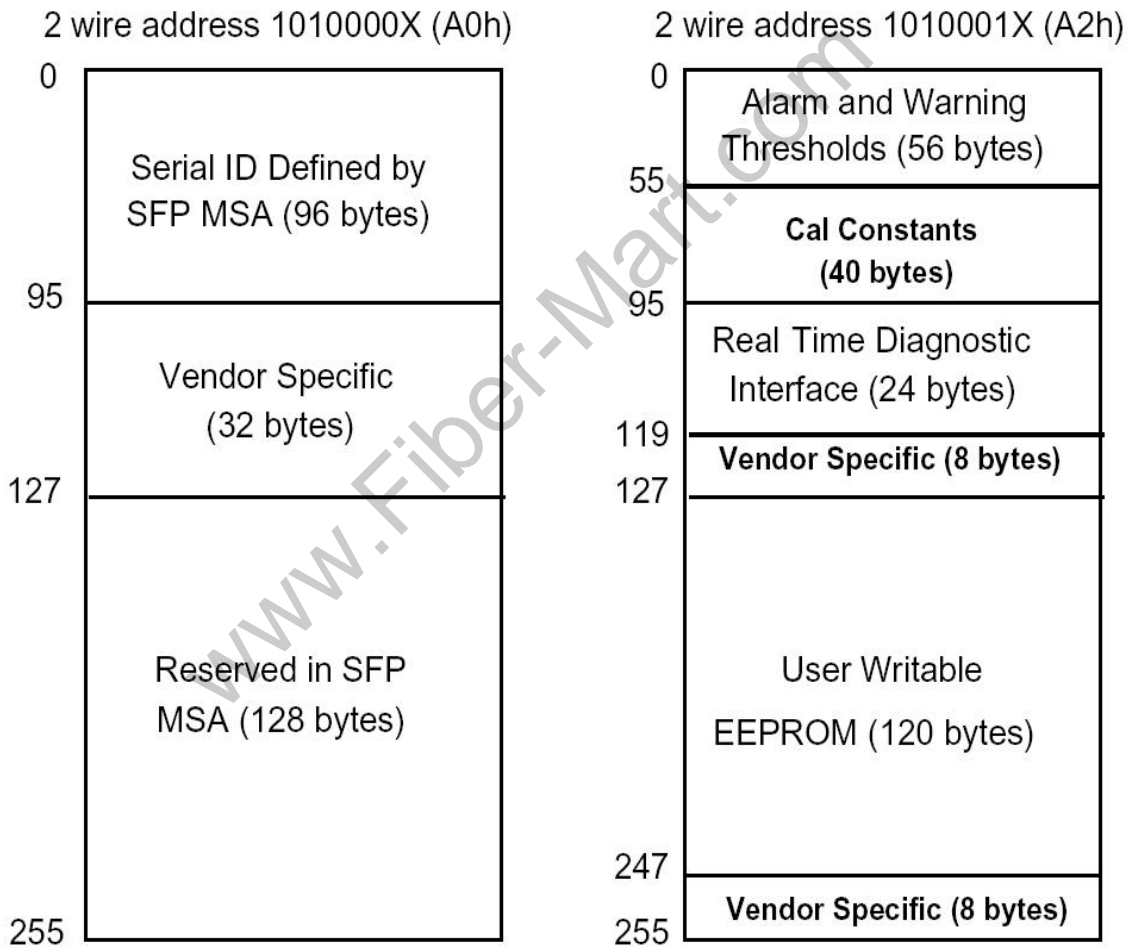 2 wire address 1010000X (A0h)
0
Serial ID Defined by
SFP MSA (96 bytes)
95
Vendor Specific
(32 bytes)
127
Reserved in SFP
MSA (128 bytes)
255
2 wire address 1010001X (A2h)
0
Alarm and Warning
Thresholds (56 bytes)
55
Cal Constants
(40 bytes)
95
Real Time Diagnostic
Interface (24 bytes)
119
Vendor Specific (8 bytes)
127
User Writable
EEPROM (120 bytes)
247
Vendor Specific (8 bytes)
255
www.Fiber-Mart.com